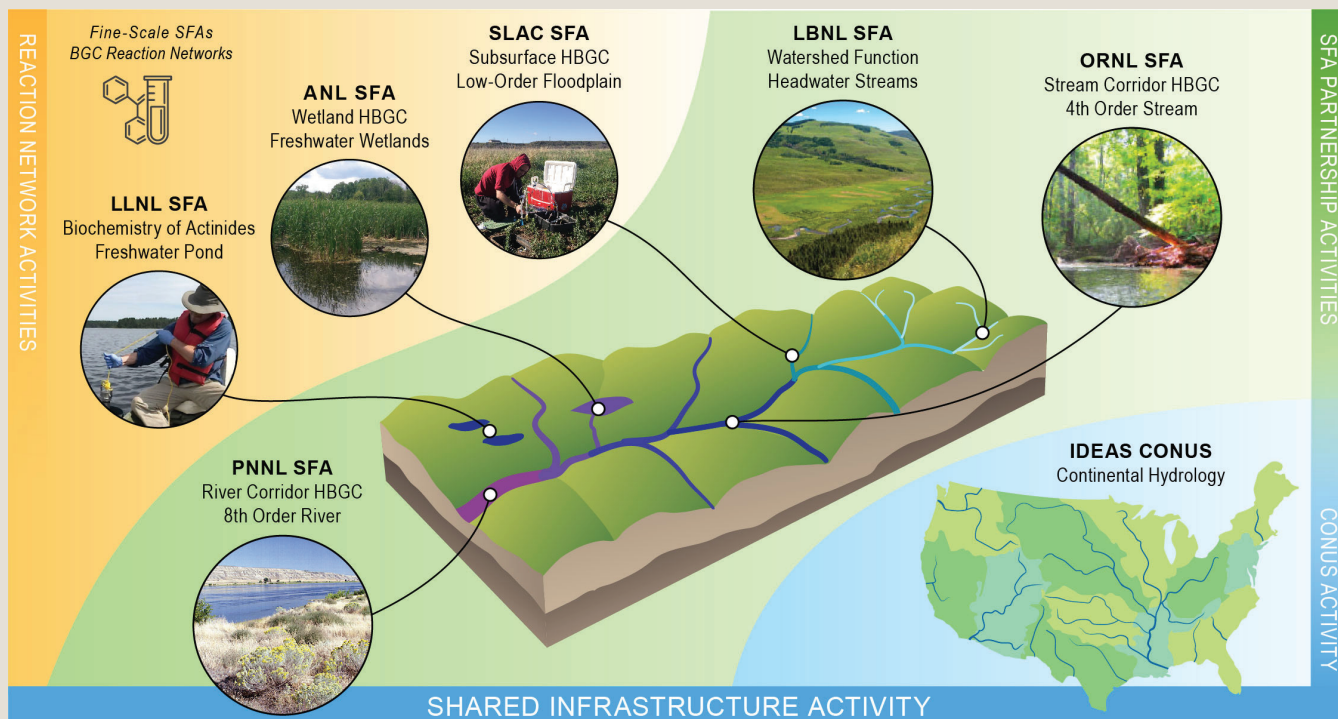 REACTION NETWORK ACTIVITIES
Fine-Scale SFAs
BGC Reaction Networks
LLNL SFA
Biochemistry of Actinides
Freshwater Pond
ANL SFA
Wetland HBGC
Freshwater Wetlands
SLAC SFA
Subsurface HBGC
Low-Order Floodplain
LBNL SFA
Watershed Function
Headwater Streams
ORNL SFA
Stream Corridor HBGC
4th Order Stream
SFA PARTNERSHIP ACTIVITIES
PNNL SFA
River Corridor HBGC
8th Order River
IDEAS CONUS
Continental Hydrology
CONUS ACTIVITY
SHARED INFRASTRUCTURE ACTIVITY